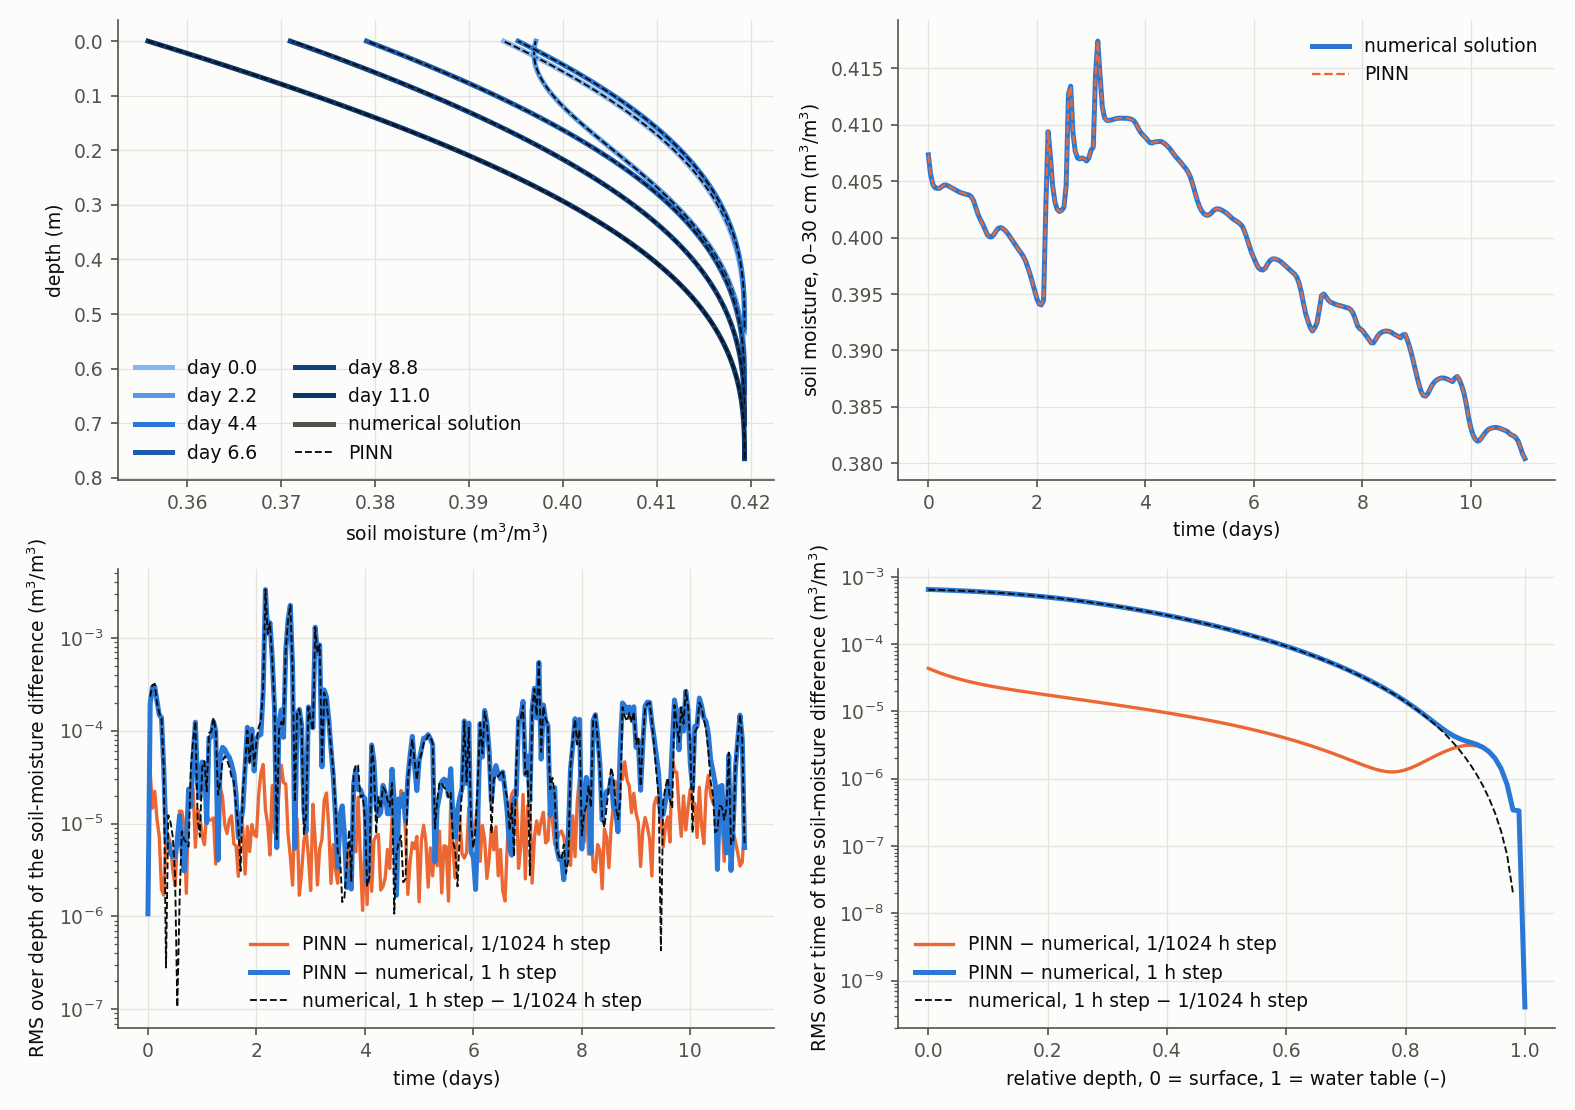 0.0
0.1
0.2
0.3
0.4
0.5
0.6
0.7
0.8
depth (m)
day 0.0
day 2.2
day 4.4
day 6.6
day 8.8
day 11.0
numerical solution
PINN
0.36
0.37
0.38
0.39
0.40
0.41
0.42
soil moisture (m³/m³)
numerical solution
PINN
0.415
0.410
0.405
0.400
0.395
0.390
0.385
0.380
soil moisture, 0–30 cm (m³/m³)
0
2
4
6
8
10
time (days)
10⁻³
10⁻⁴
10⁻⁵
10⁻⁶
10⁻⁷
RMS over depth of the soil-moisture difference (m³/m³)
PINN − numerical, 1/1024 h step
PINN − numerical, 1 h step
numerical, 1 h step − 1/1024 h step
0
2
4
6
8
10
time (days)
10⁻³
10⁻⁴
10⁻⁵
10⁻⁶
10⁻⁷
10⁻⁸
10⁻⁹
RMS over time of the soil-moisture difference (m³/m³)
PINN − numerical, 1/1024 h step
PINN − numerical, 1 h step
numerical, 1 h step − 1/1024 h step
0.0
0.2
0.4
0.6
0.8
1.0
relative depth, 0 = surface, 1 = water table (–)